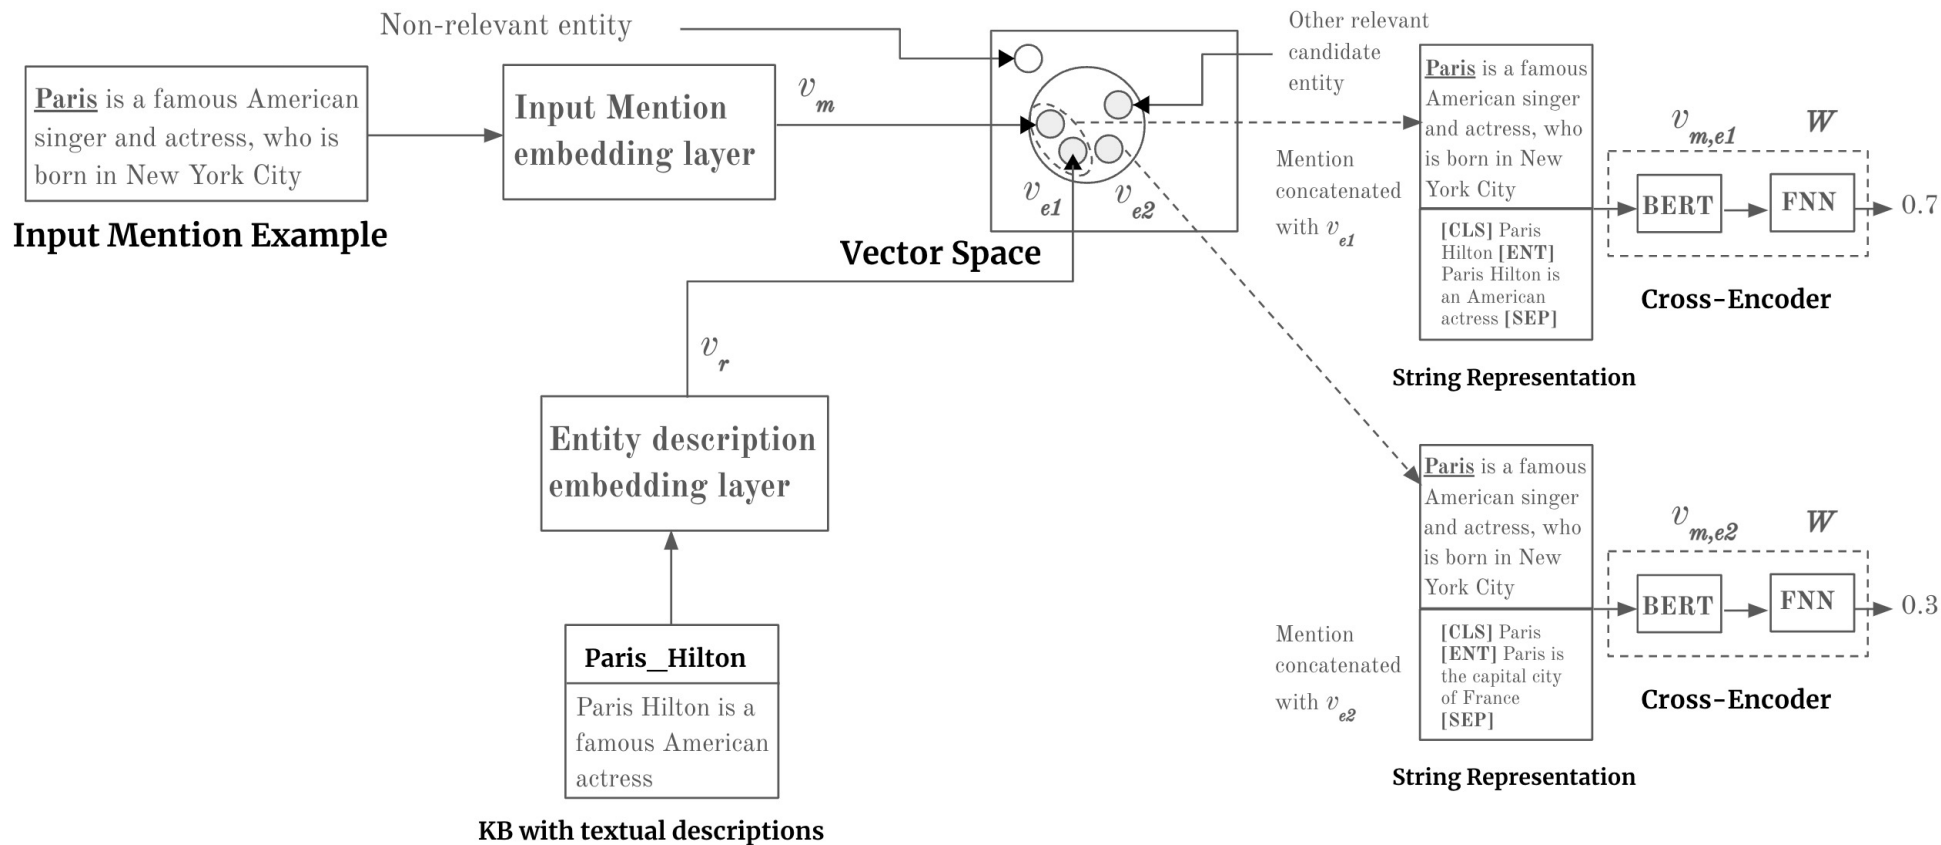 Non-relevant entity
Paris is a famous American
singer and actress, who is
born in New York City
Input Mention Example
Input Mention
embedding layer
v_m
v_e1
v_e2
Vector Space
Other relevant
candidate
entity
Mention
concatenated
with v_e1
Paris is a famous
American singer
and actress, who
is born in New
York City
[CLS] Paris
Hilton [ENT]
Paris Hilton is
an American
actress [SEP]
String Representation
v_m,e1
W
BERT
FNN
0.7
Cross-Encoder
v_r
Entity description
embedding layer
Paris_Hilton
Paris Hilton is a
famous American
actress
KB with textual descriptions
Mention
concatenated
with v_e2
Paris is a famous
American singer
and actress, who
is born in New
York City
[CLS] Paris
[ENT] Paris is
the capital city
of France
[SEP]
String Representation
v_m,e2
W
BERT
FNN
0.3
Cross-Encoder